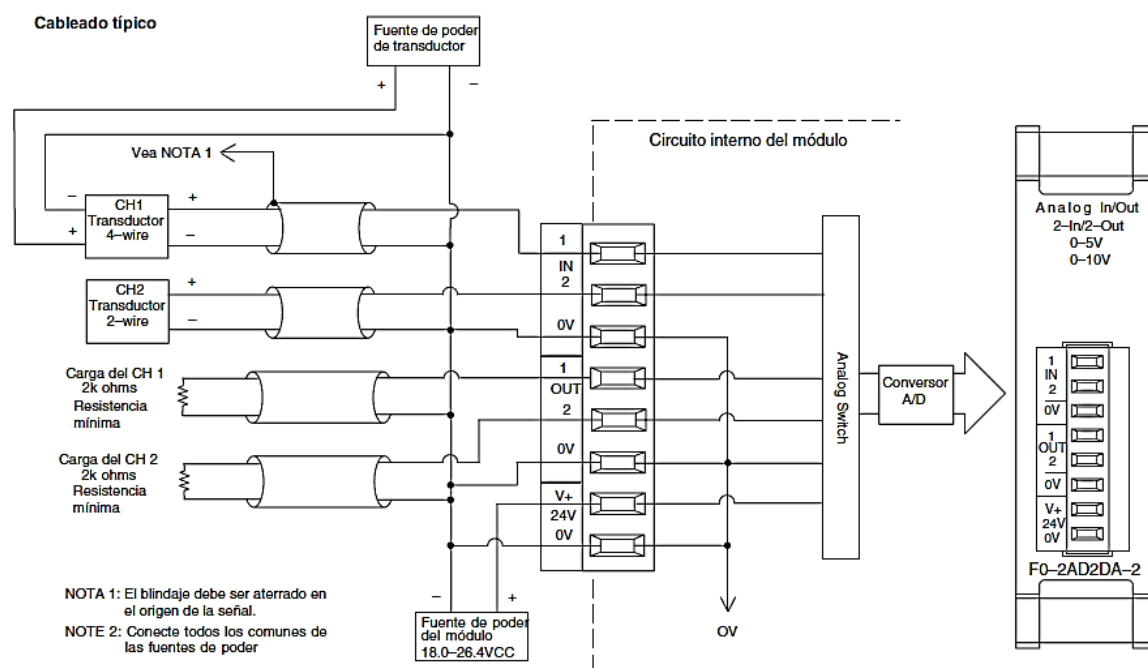 Cableado típico
Fuente de poder
de transductor
+
–
Circuito interno del módulo
Vea NOTA 1
–
+
CH1
Transductor
4–wire
+
–
CH2
Transductor
2–wire
+
–
Carga del CH 1
2k ohms
Resistencia
mínima
Carga del CH 2
2k ohms
Resistencia
mínima
1
IN
2
0V
1
OUT
2
0V
V+
24V
0V
Analog Switch
Conversor
A/D
0V
–
+
Fuente de poder
del módulo
18.0–26.4VCC
NOTA 1: El blindaje debe ser aterrado en
el origen de la señal.
NOTE 2: Conecte todos los comunes de
las fuentes de poder
Analog In/Out
2–In/2–Out
0–5V
0–10V
1
IN
2
0V
1
OUT
2
0V
V+
24V
0V
F0–2AD2DA–2